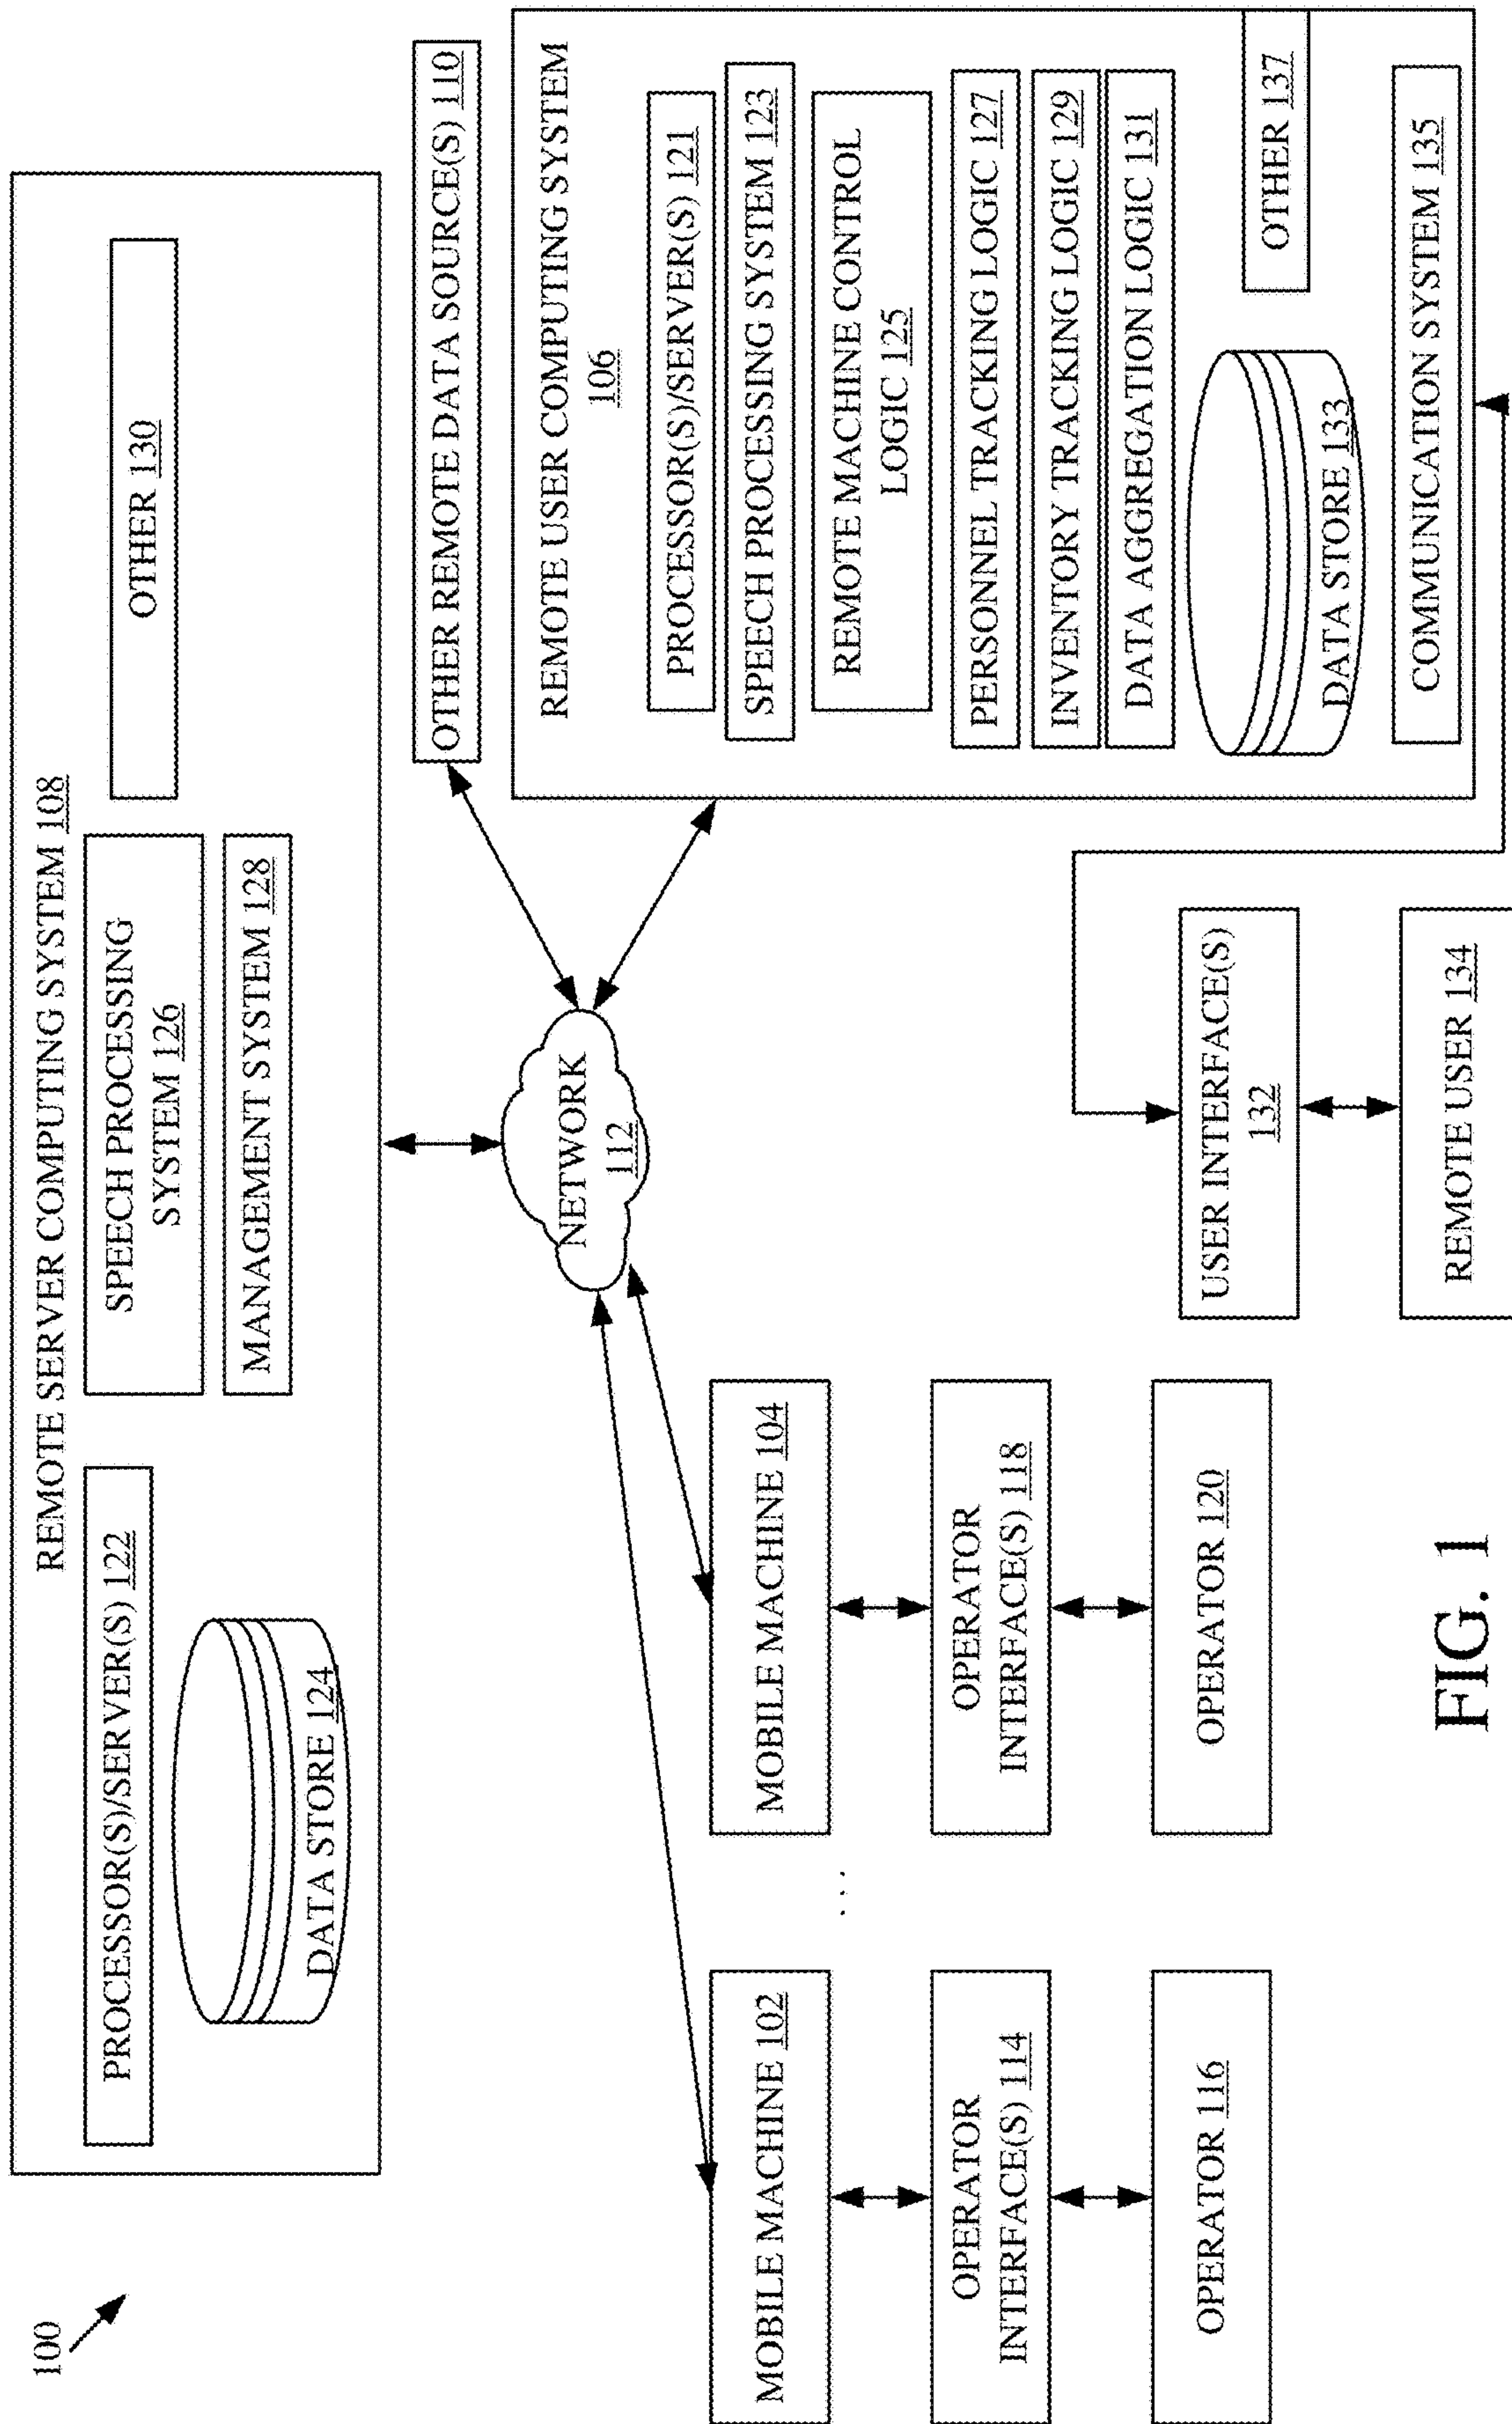 100
REMOTE SERVER COMPUTING SYSTEM 108
PROCESSOR(S)/SERVER(S) 122
DATA STORE 124
SPEECH PROCESSING
SYSTEM 126
MANAGEMENT SYSTEM 128
OTHER 130
OTHER REMOTE DATA SOURCE(S) 110
NETWORK
112
MOBILE MACHINE 102
OPERATOR
INTERFACE(S) 114
OPERATOR 116
. . .
MOBILE MACHINE 104
OPERATOR
INTERFACE(S) 118
OPERATOR 120
USER INTERFACE(S)
132
REMOTE USER 134
REMOTE USER COMPUTING SYSTEM
106
PROCESSOR(S)/SERVER(S) 121
SPEECH PROCESSING SYSTEM 123
REMOTE MACHINE CONTROL
LOGIC 125
PERSONNEL TRACKING LOGIC 127
INVENTORY TRACKING LOGIC 129
DATA AGGREGATION LOGIC 131
DATA STORE 133
OTHER 137
COMMUNICATION SYSTEM 135
FIG. 1